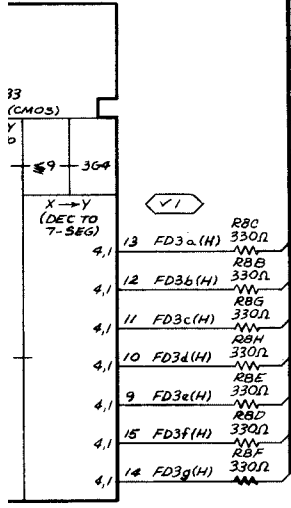 33
(CMOS)
Y
≤9
3G4
X→Y
(DEC TO
7-SEG)
✓1
4,1 13 FD3a(H) R8C 330Ω
4,1 12 FD3b(H) R8B 330Ω
4,1 11 FD3c(H) R8G 330Ω
4,1 10 FD3d(H) R8H 330Ω
4,1 9 FD3e(H) R8E 330Ω
4,1 15 FD3f(H) R8D 330Ω
4,1 14 FD3g(H) R8F 330Ω